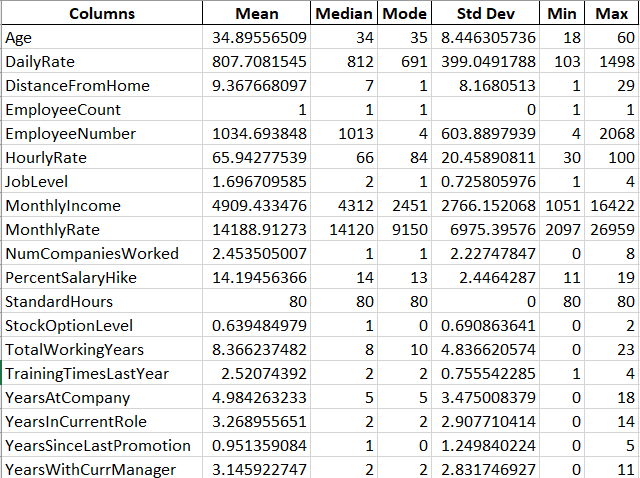 Columns Mean Median Mode Std Dev Min Max
Age 34.89556509 34 35 8.446305736 18 60
DailyRate 807.7081545 812 691 399.0491788 103 1498
DistanceFromHome 9.367668097 7 1 8.1680513 1 29
EmployeeCount 1 1 1 0 1 1
EmployeeNumber 1034.693848 1013 4 603.8897939 4 2068
HourlyRate 65.94277539 66 84 20.45890811 30 100
JobLevel 1.696709585 2 1 0.725805976 1 4
MonthlyIncome 4909.433476 4312 2451 2766.152068 1051 16422
MonthlyRate 14188.91273 14120 9150 6975.39576 2097 26959
NumCompaniesWorked 2.453505007 1 1 2.22747847 0 8
PercentSalaryHike 14.19456366 14 13 2.4464287 11 19
StandardHours 80 80 80 0 80 80
StockOptionLevel 0.639484979 1 0 0.690863641 0 2
TotalWorkingYears 8.366237482 8 10 4.836620574 0 23
TrainingTimesLastYear 2.52074392 2 2 0.755542285 1 4
YearsAtCompany 4.984263233 5 5 3.475008379 0 18
YearsInCurrentRole 3.268955651 2 2 2.907710414 0 14
YearsSinceLastPromotion 0.951359084 1 0 1.249840224 0 5
YearsWithCurrManager 3.145922747 2 2 2.831746927 0 11